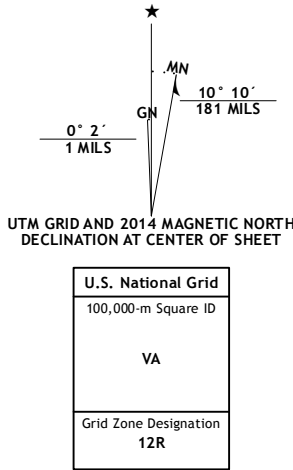 ★
MN
GN
10° 10´
181 MILS
0° 2´
1 MILS
UTM GRID AND 2014 MAGNETIC NORTH
DECLINATION AT CENTER OF SHEET
U.S. National Grid
100,000-m Square ID
VA
Grid Zone Designation
12R